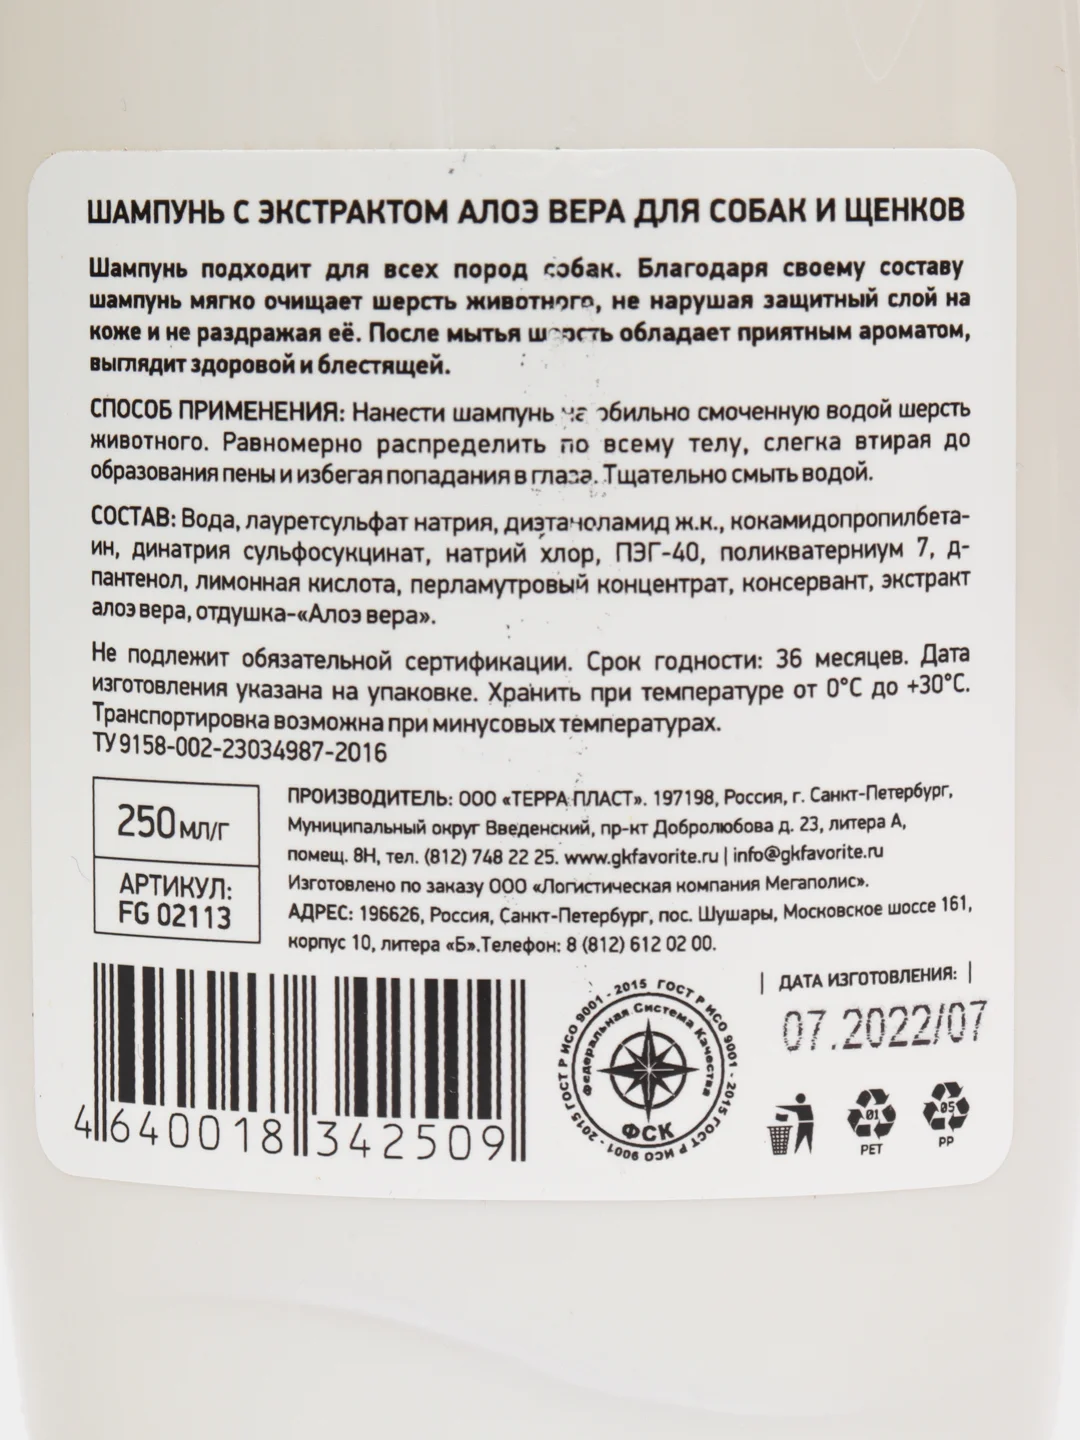 ШАМПУНЬ С ЭКСТРАКТОМ АЛОЭ ВЕРА ДЛЯ СОБАК И ЩЕНКОВ
Шампунь подходит для всех пород собак. Благодаря своему составу
шампунь мягко очищает шерсть животного, не нарушая защитный слой на
коже и не раздражая её. После мытья шерсть обладает приятным ароматом,
выглядит здоровой и блестящей.
СПОСОБ ПРИМЕНЕНИЯ: Нанести шампунь на обильно смоченную водой шерсть
животного. Равномерно распределить по всему телу, слегка втирая до
образования пены и избегая попадания в глаза. Тщательно смыть водой.
СОСТАВ: Вода, лауретсульфат натрия, диэтаноламид ж.к., кокамидопропилбета-
ин, динатрия сульфосукцинат, натрий хлор, ПЭГ-40, поликватерниум 7, д-
пантенол, лимонная кислота, перламутровый концентрат, консервант, экстракт
алоэ вера, отдушка-«Алоэ вера».
Не подлежит обязательной сертификации. Срок годности: 36 месяцев. Дата
изготовления указана на упаковке. Хранить при температуре от 0°С до +30°С.
Транспортировка возможна при минусовых температурах.
ТУ 9158-002-23034987-2016
250 МЛ/Г
АРТИКУЛ:
FG 02113
ПРОИЗВОДИТЕЛЬ: ООО «ТЕРРА ПЛАСТ». 197198, Россия, г. Санкт-Петербург,
Муниципальный округ Введенский, пр-кт Добролюбова д. 23, литера А,
помещ. 8Н, тел. (812) 748 22 25. www.gkfavorite.ru | info@gkfavorite.ru
Изготовлено по заказу ООО «Логистическая компания Мегаполис».
АДРЕС: 196626, Россия, Санкт-Петербург, пос. Шушары, Московское шоссе 161,
корпус 10, литера «Б».Телефон: 8 (812) 612 02 00.
4 640018 342509
ГОСТ Р ИСО 9001 - 2015 ГОСТ Р ИСО 9001 - 2015 ГОСТ Р ИСО 9001 - 2015
Федеральная Система Качества
ФСК
| ДАТА ИЗГОТОВЛЕНИЯ: |
07.2022/07
01
PET
05
PP